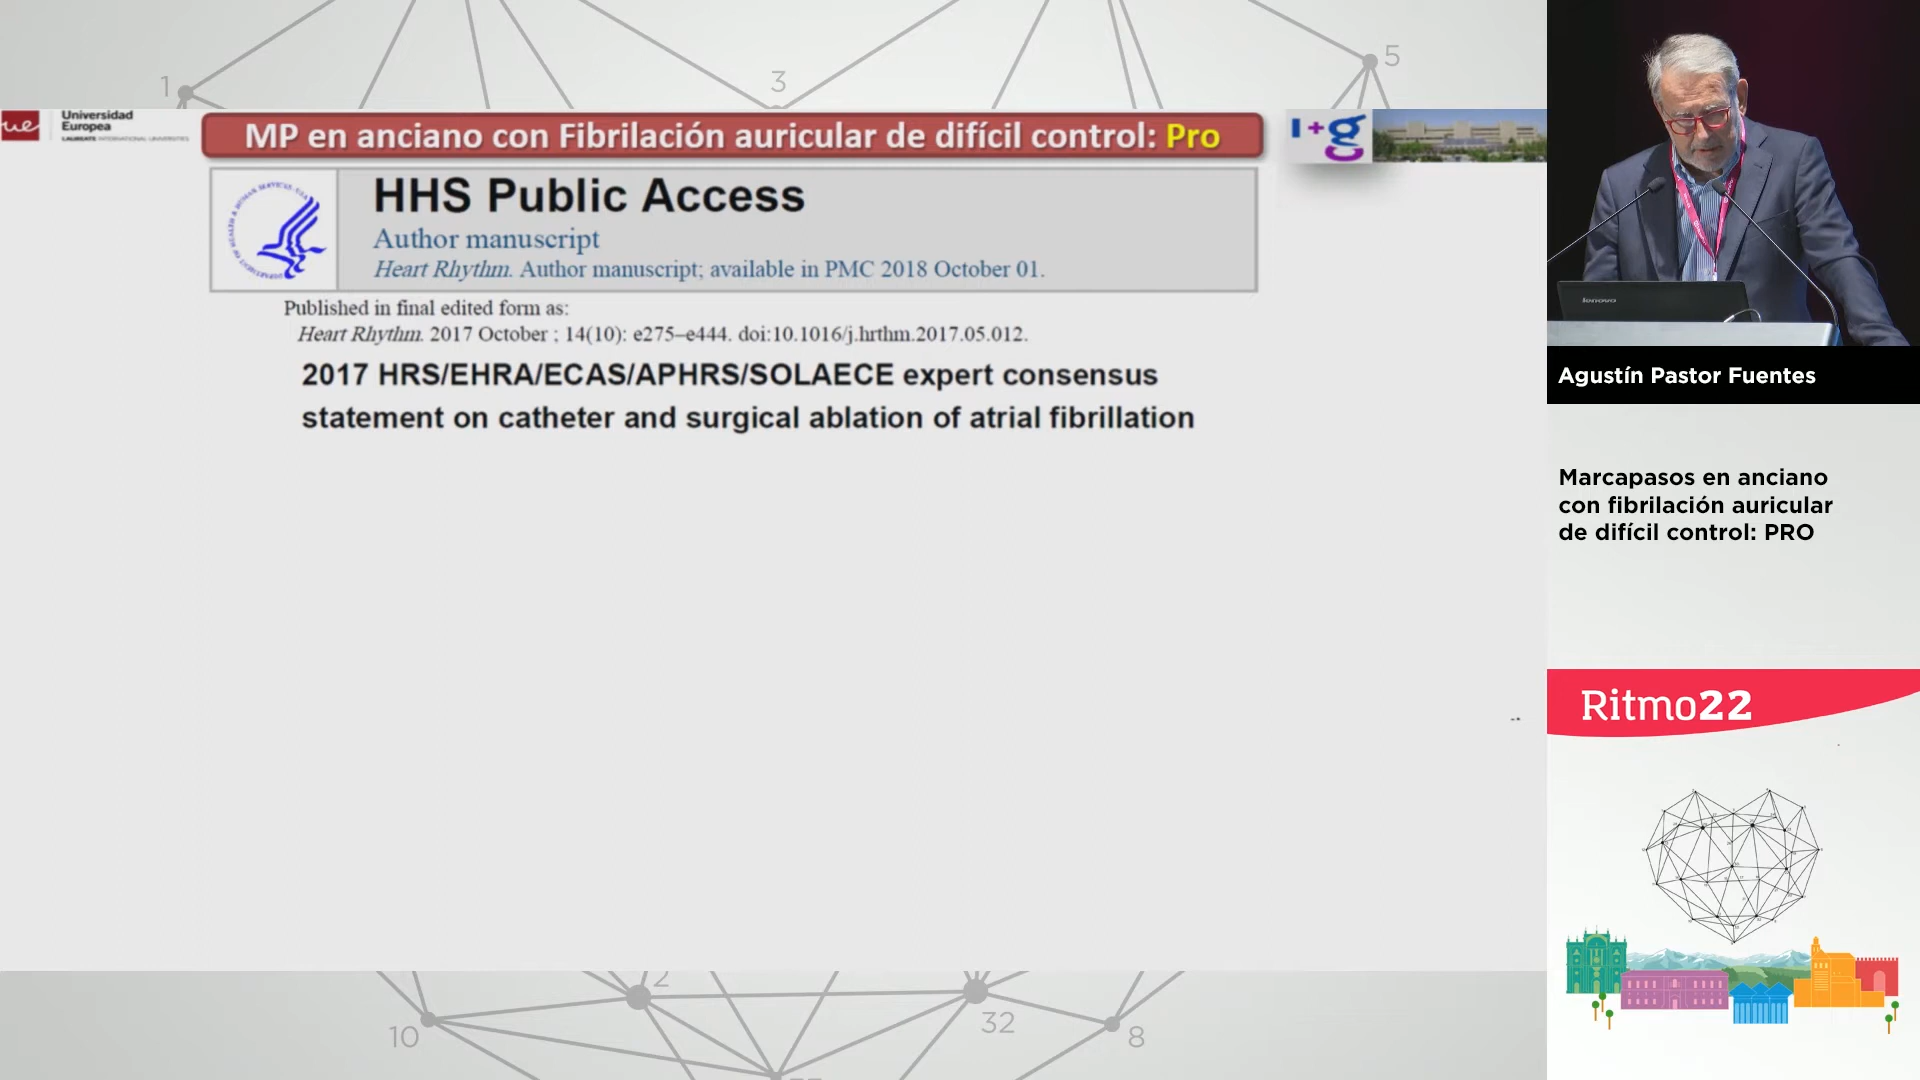 1
3
5
ue
Universidad
Europea
LAUREATE INTERNATIONAL UNIVERSITIES
MP en anciano con Fibrilación auricular de difícil control: Pro
I+g
HHS Public Access
Author manuscript
Heart Rhythm. Author manuscript; available in PMC 2018 October 01.
Published in final edited form as:
Heart Rhythm. 2017 October ; 14(10): e275–e444. doi:10.1016/j.hrthm.2017.05.012.
2017 HRS/EHRA/ECAS/APHRS/SOLAECE expert consensus
statement on catheter and surgical ablation of atrial fibrillation
lenovo
Agustín Pastor Fuentes
Marcapasos en anciano
con fibrilación auricular
de difícil control: PRO
Ritmo22
10
32
8